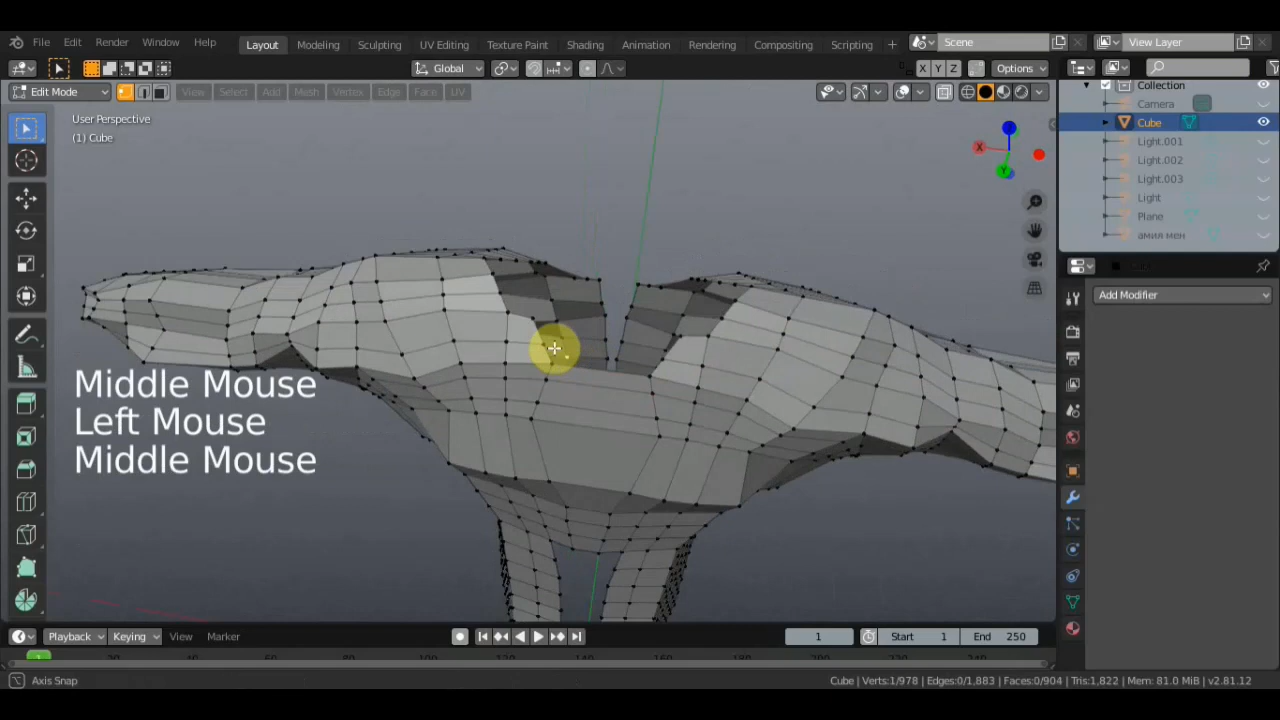 File Edit Render Window Help Layout Modeling Sculpting UV Editing Texture Paint Shading Animation Rendering Compositing Scripting + Scene View Layer
Global X Y Z Options
Edit Mode View Select Add Mesh Vertex Edge Face UV
Collection
Camera
Cube
Light.001
Light.002
Light.003
Light
Plane
User Perspective
(1) Cube
X
Y
Z
Add Modifier
Middle Mouse
Left Mouse
Middle Mouse
Playback Keying View Marker 1 Start 1 End 250
1
Axis Snap Cube | Verts:1/978 | Edges:0/1,883 | Faces:0/904 | Tris:1,822 | Mem: 81.0 MiB | v2.81.12